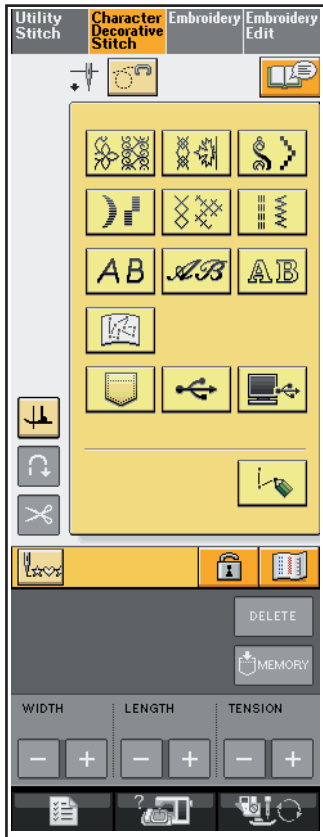 Utility
Stitch
Character
Decorative
Stitch
Embroidery
Embroidery
Edit
AB
AB
AB
DELETE
MEMORY
WIDTH
LENGTH
TENSION
− + − + − +
?